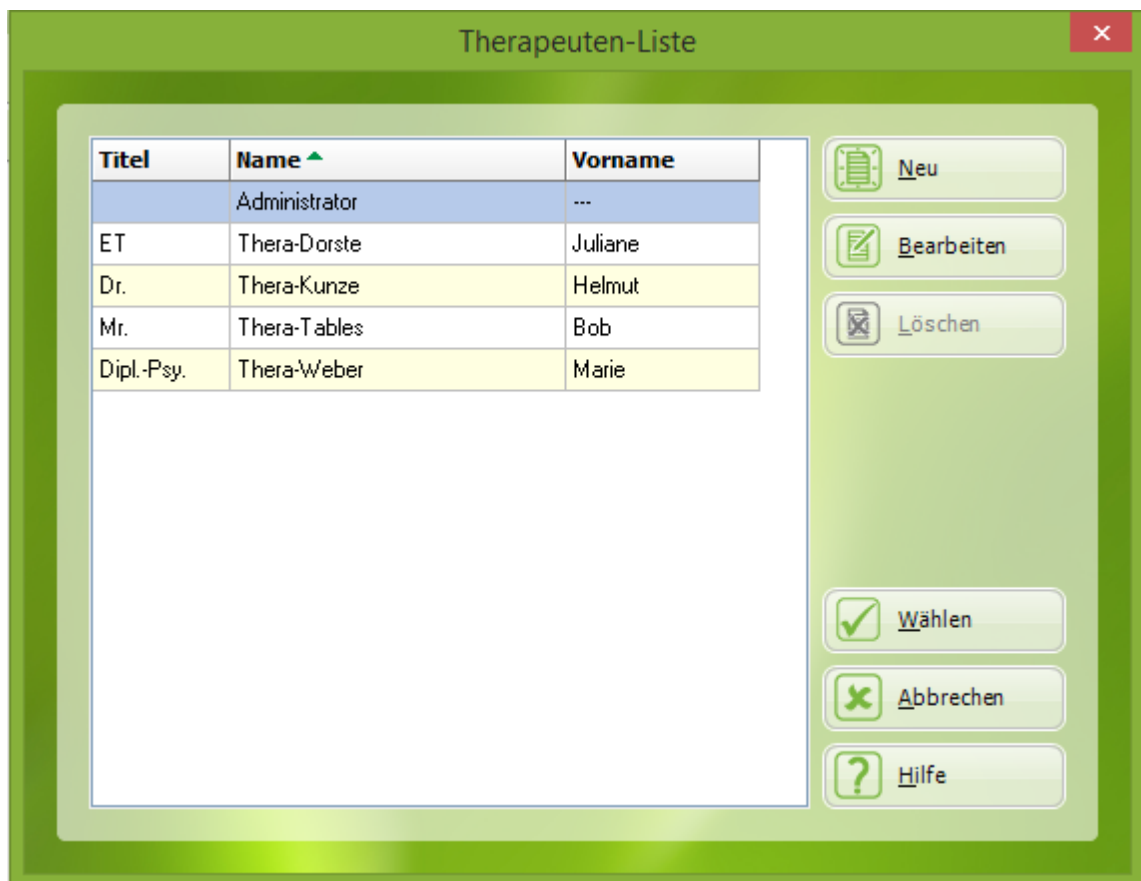 Therapeuten-Liste
Titel Name Vorname
Administrator ---
ET Thera-Dorste Juliane
Dr. Thera-Kunze Helmut
Mr. Thera-Tables Bob
Dipl.-Psy. Thera-Weber Marie
Neu
Bearbeiten
Löschen
Wählen
Abbrechen
Hilfe